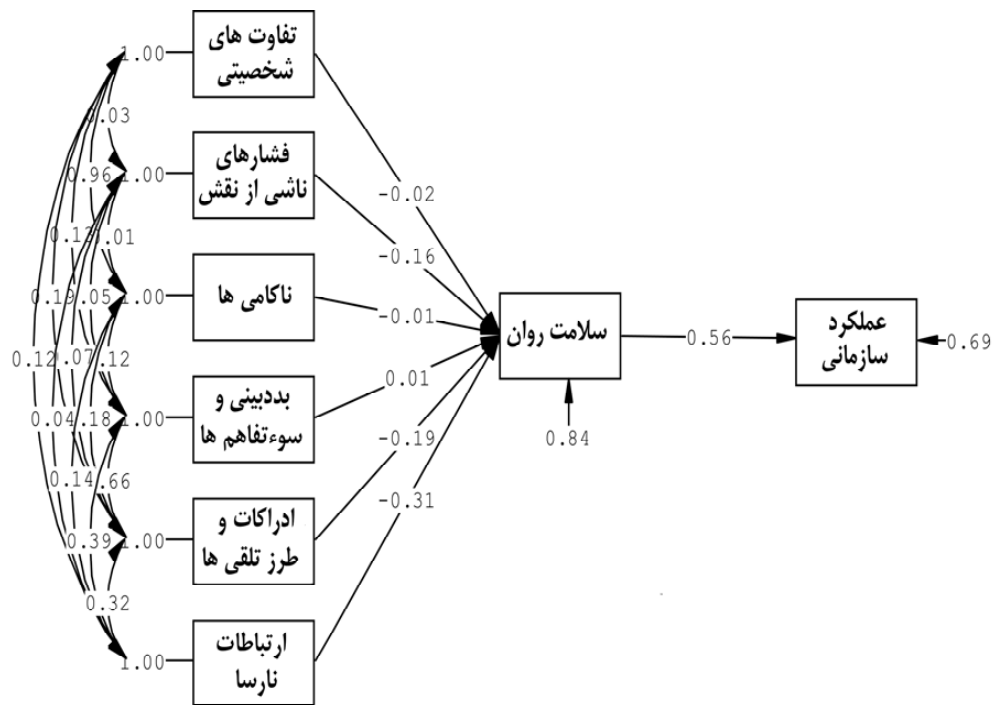 1.00
تفاوت های
شخصیتی
0.03
0.96
1.00
فشارهای
ناشی از نقش
-0.02
0.01
-0.16
0.19
0.05
1.00
ناکامی ها
-0.01
سلامت روان
0.56
عملکرد
سازمانی
0.69
0.12
0.07
0.12
0.01
0.84
0.04
0.18
1.00
بددبینی و
سوءتفاهم ها
-0.19
0.14
0.66
-0.31
0.39
1.00
ادراکات و
طرز تلقی ها
0.32
1.00
ارتباطات
نارسا